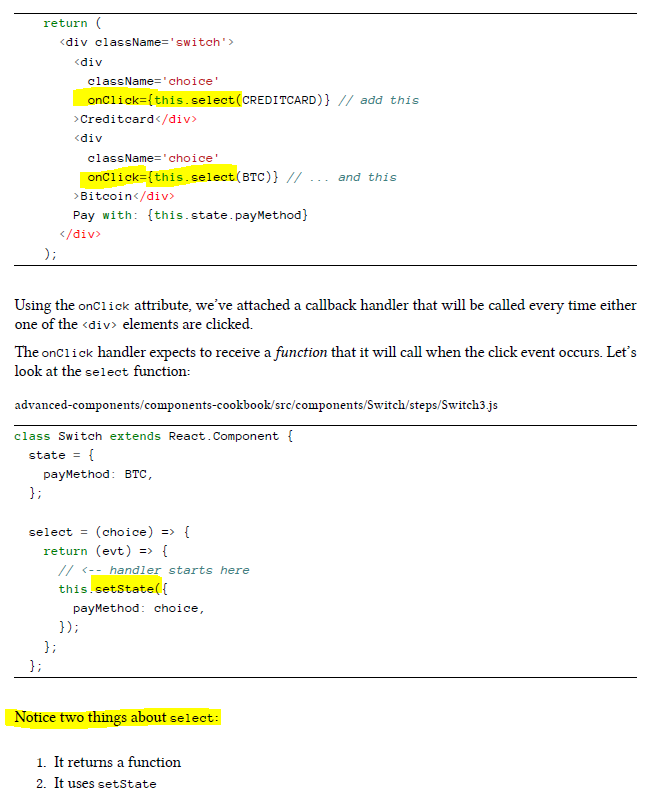 return (
<div className='switch'>
<div
className='choice'
onClick={this.select(CREDITCARD)} // add this
>Creditcard</div>
<div
className='choice'
onClick={this.select(BTC)} // ... and this
>Bitcoin</div>
Pay with: {this.state.payMethod}
</div>
);
Using the onClick attribute, we’ve attached a callback handler that will be called every time either
one of the <div> elements are clicked.
The onClick handler expects to receive a function that it will call when the click event occurs. Let’s
look at the select function:
advanced-components/components-cookbook/src/components/Switch/steps/Switch3.js
class Switch extends React.Component {
state = {
payMethod: BTC,
};
select = (choice) => {
return (evt) => {
// <-- handler starts here
this.setState({
payMethod: choice,
});
};
};
Notice two things about select:
1. It returns a function
2. It uses setState